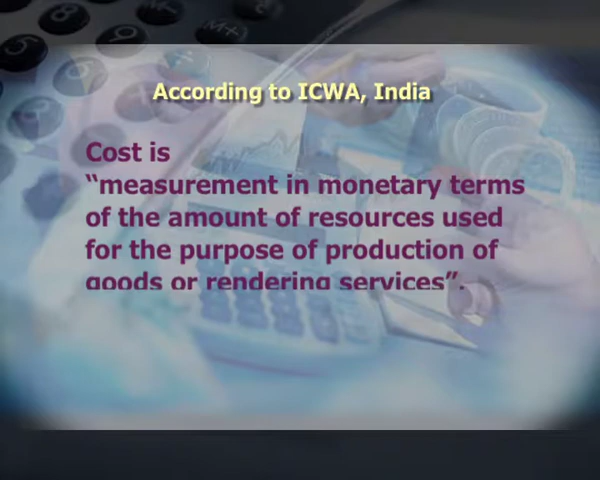 According to ICWA, India
Cost is
“measurement in monetary terms
of the amount of resources used
for the purpose of production of
goods or rendering services”.